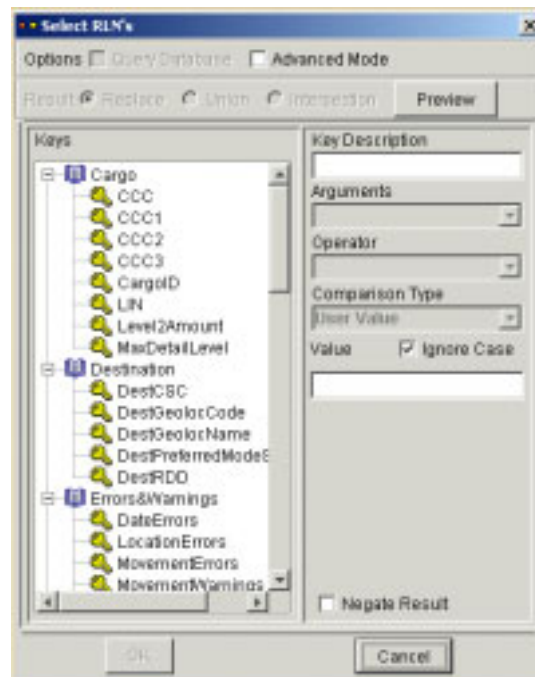 Select RLN's
Options Query Database Advanced Mode
Result Replace Union Intersection Preview
Keys
Cargo
CCC
CCC1
CCC2
CCC3
CargoID
LIN
Level2Amount
MaxDetailLevel
Destination
DestCSC
DestGeolocCode
DestGeolocName
DestPreferredModeS
DestRDD
Errors&Warnings
DateErrors
LocationErrors
MovementErrors
MovementWarnings
Key Description
Arguments
Operator
Comparison Type
User Value
Value Ignore Case
Negate Result
OK Cancel